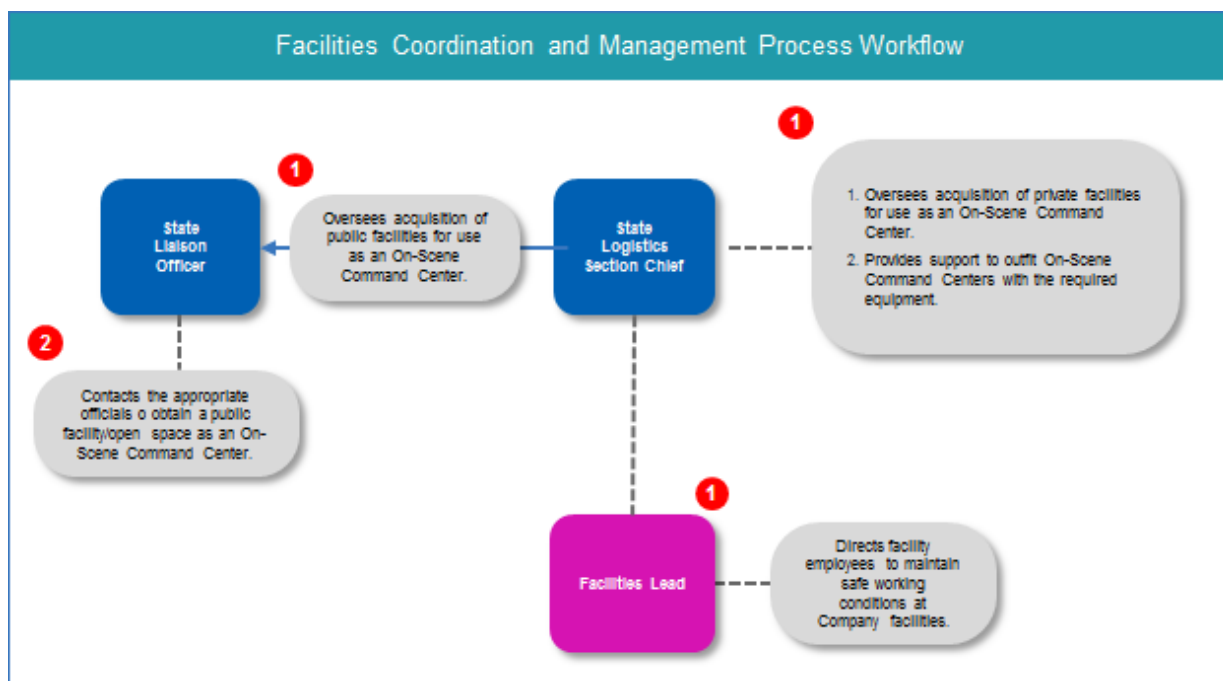 Facilities Coordination and Management Process Workflow
1
State
Liaison
Officer
Oversees acquisition of
public facilities for use
as an On-Scene
Command Center.
State
Logistics
Section Chief
1
1. Oversees acquisition of private facilities
for use as an On-Scene Command
Center.
2. Provides support to outfit On-Scene
Command Centers with the required
equipment.
2
Contacts the appropriate
officials o obtain a public
facility/open space as an On-
Scene Command Center.
1
Facilities Lead
Directs facility
employees to maintain
safe working
conditions at
Company facilities.